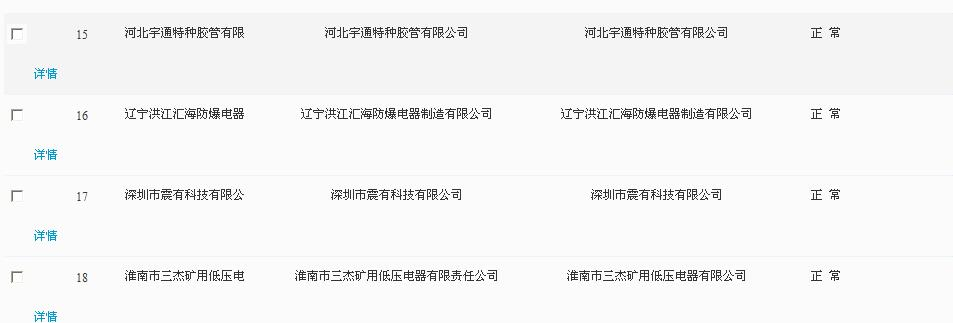 15 河北宇通特种胶管有限 河北宇通特种胶管有限公司 河北宇通特种胶管有限公司 正 常
详情
16 辽宁洪江汇海防爆电器 辽宁洪江汇海防爆电器制造有限公司 辽宁洪江汇海防爆电器制造有限公司 正 常
详情
17 深圳市震有科技有限公 深圳市震有科技有限公司 深圳市震有科技有限公司 正 常
详情
18 淮南市三杰矿用低压电 淮南市三杰矿用低压电器有限责任公司 淮南市三杰矿用低压电器有限公司 正 常
详情